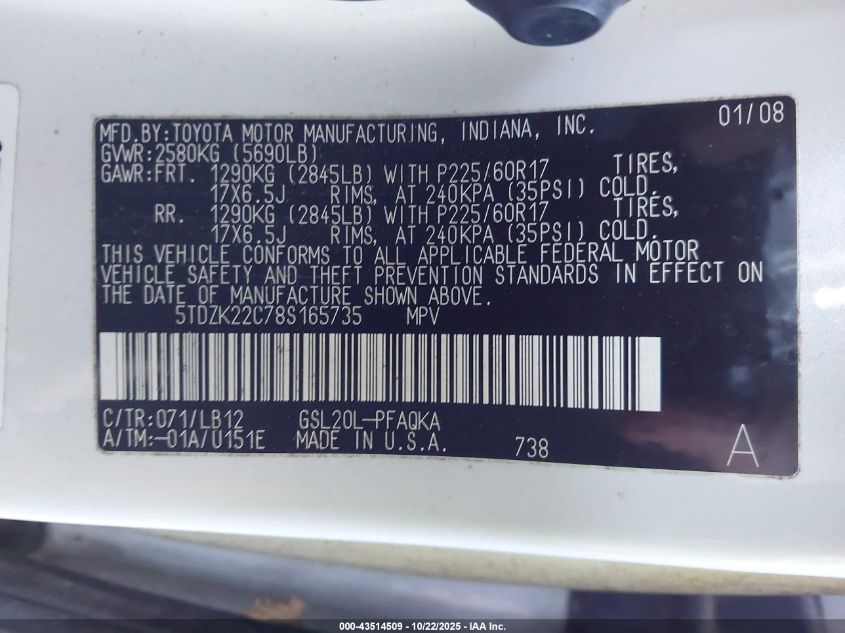 01/08
MFD.BY:TOYOTA MOTOR MANUFACTURING, INDIANA, INC.
GVWR:2580KG (5690LB)
GAWR:FRT. 1290KG (2845LB) WITH P225/60R17 TIRES,
17X6.5J RIMS, AT 240KPA (35PSI) COLD.
RR. 1290KG (2845LB) WITH P225/60R17 TIRES,
17X6.5J RIMS, AT 240KPA (35PSI) COLD.
THIS VEHICLE CONFORMS TO ALL APPLICABLE FEDERAL MOTOR
VEHICLE SAFETY AND THEFT PREVENTION STANDARDS IN EFFECT ON
THE DATE OF MANUFACTURE SHOWN ABOVE.
5TDZK22C78S165735 MPV
C/TR:071/LB12 GSL20L-PFAQKA
A/TM:-01A/U151E MADE IN U.S.A. 738 A
000-43514509 - 10/22/2025 - IAA Inc.